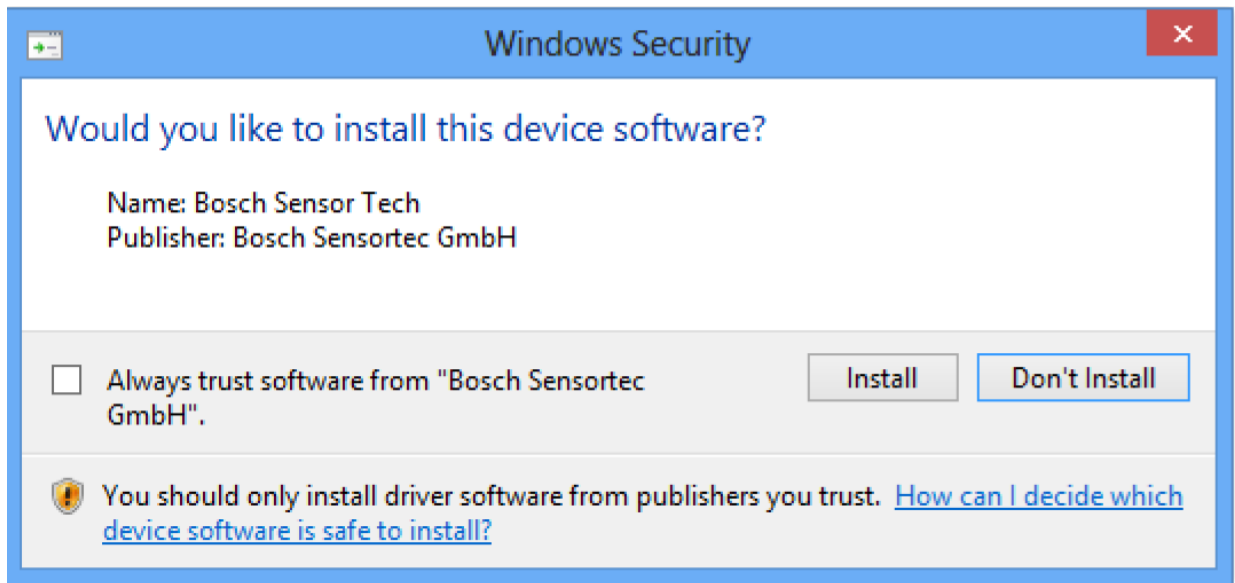 Windows Security
Would you like to install this device software?
Name: Bosch Sensor Tech
Publisher: Bosch Sensortec GmbH
Always trust software from "Bosch Sensortec
GmbH".
Install
Don't Install
You should only install driver software from publishers you trust. How can I decide which
device software is safe to install?